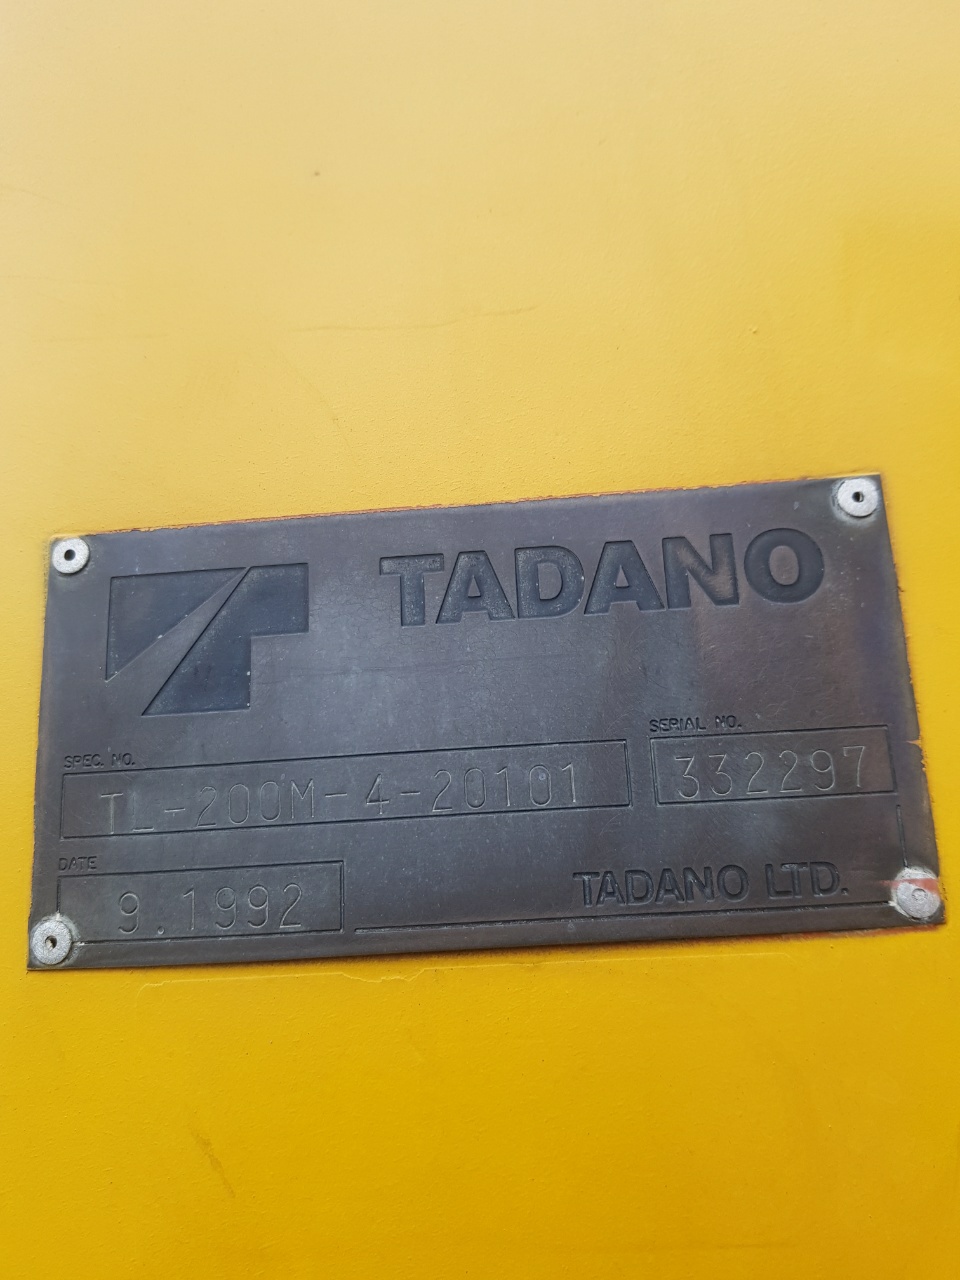 TADANO
SPEC. NO.
SERIAL NO.
TL-200M-4-20101
332297
DATE
9.1992
TADANO LTD.